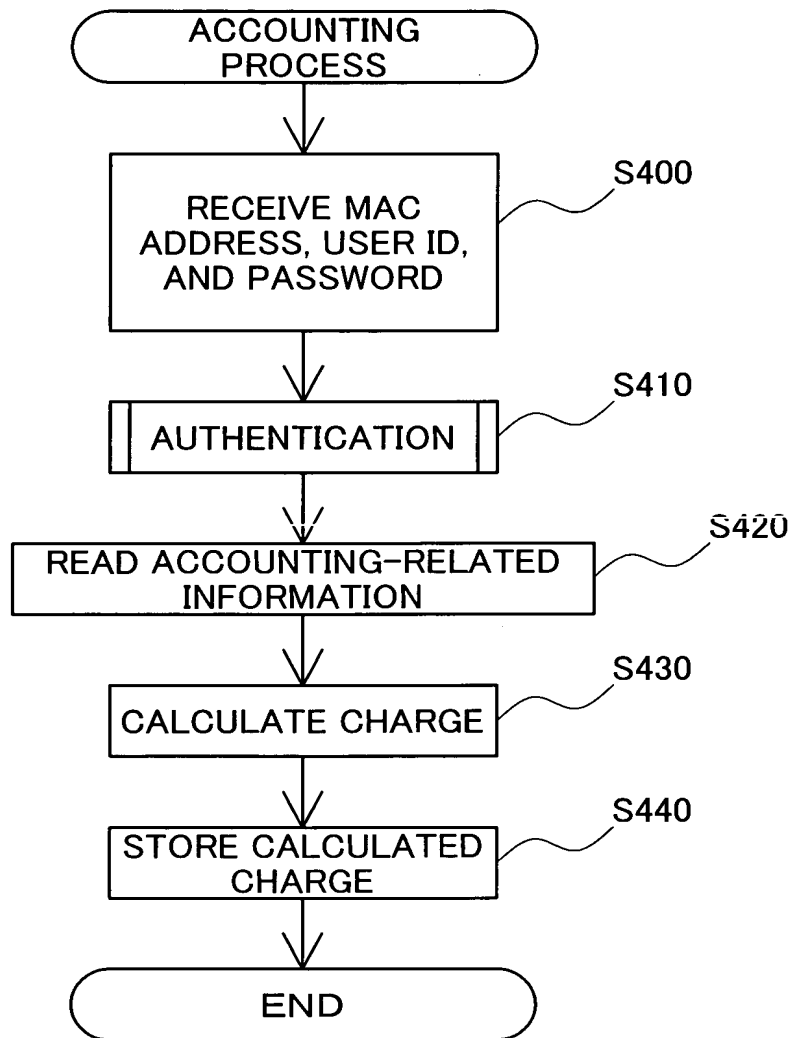 ACCOUNTING
PROCESS
S400
RECEIVE MAC
ADDRESS, USER ID,
AND PASSWORD
S410
AUTHENTICATION
S420
READ ACCOUNTING-RELATED
INFORMATION
S430
CALCULATE CHARGE
S440
STORE CALCULATED
CHARGE
END